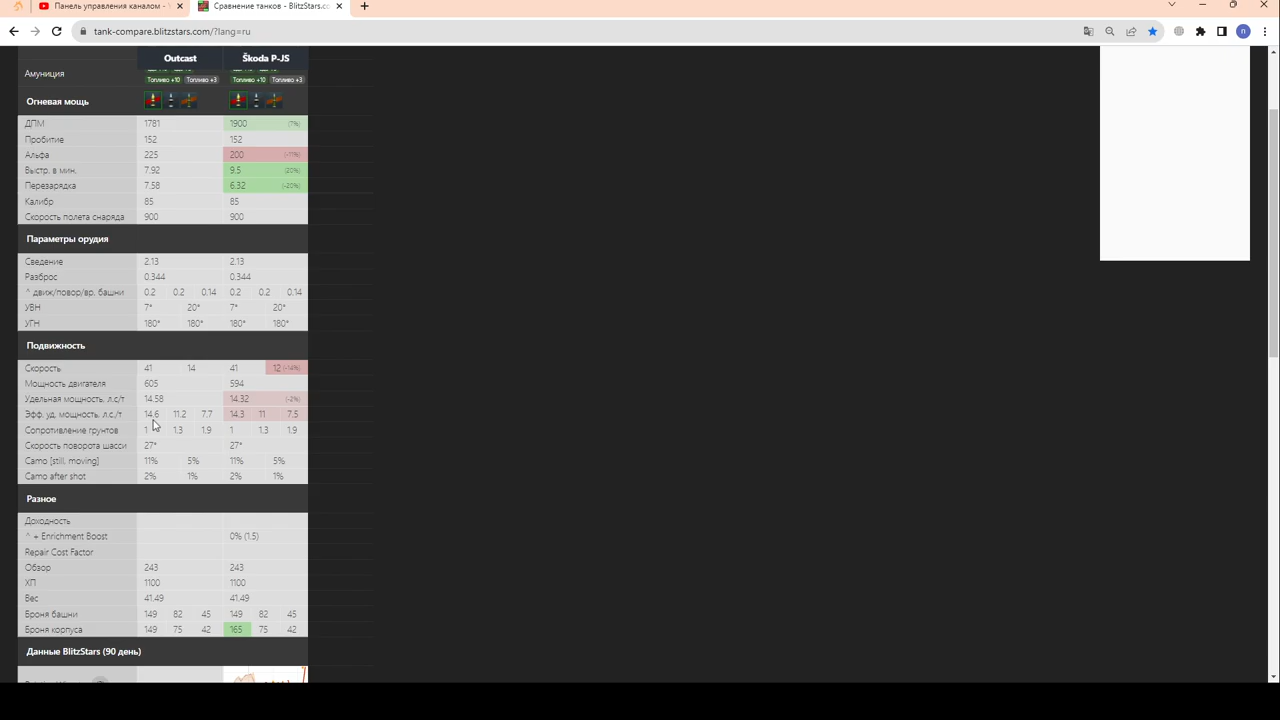 Панель управления каналом -
Сравнение танков - BlitzStars.co
tank-compare.blitzstars.com/?lang=ru
Outcast Škoda P-JS
Амуниция Топливо +10 Топливо +3 Топливо +10 Топливо +3
Огневая мощь
ДПМ 1781 1900 (7%)
Пробитие 152 152
Альфа 225 200 (-11%)
Выстр. в мин. 7.92 9.5 (20%)
Перезарядка 7.58 6.32 (-20%)
Калибр 85 85
Скорость полета снаряда 900 900
Параметры орудия
Сведение 2.13 2.13
Разброс 0.344 0.344
^ движ/повор/вр. башни 0.2 0.2 0.14 0.2 0.2 0.14
УВН 7° 20° 7° 20°
УГН 180° 180° 180° 180°
Подвижность
Скорость 41 14 41 12 (-14%)
Мощность двигателя 605 594
Удельная мощность, л.с/т 14.58 14.32 (-2%)
Эфф. уд. мощность, л.с./т 14.6 11.2 7.7 14.3 11 7.5
Сопротивление грунтов 1 1.3 1.9 1 1.3 1.9
Скорость поворота шасси 27° 27°
Camo [still, moving] 11% 5% 11% 5%
Camo after shot 2% 1% 2% 1%
Разное
Доходность
^ + Enrichment Boost 0% (1.5)
Repair Cost Factor
Обзор 243 243
ХП 1100 1100
Вес 41.49 41.49
Броня башни 149 82 45 149 82 45
Броня корпуса 149 75 42 165 75 42
Данные BlitzStars (90 день)